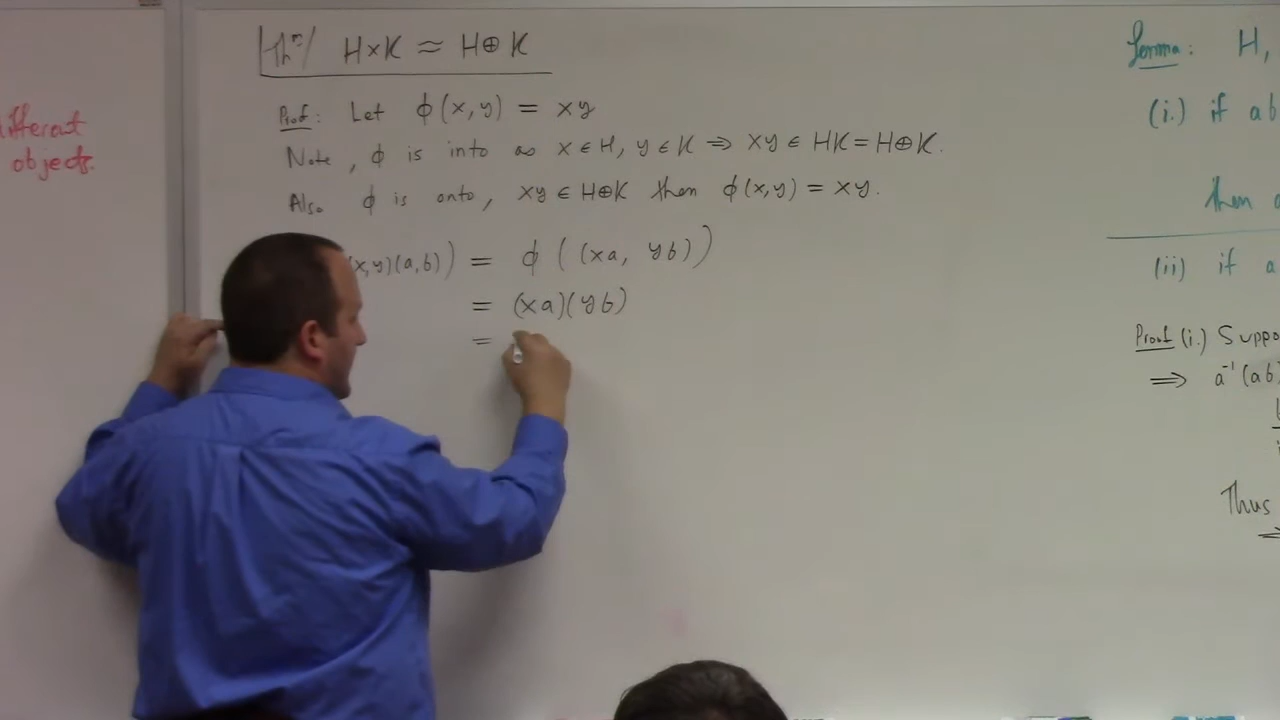 different
objects.
Thᵐ/ H×K ≈ H⊕K
Proof: Let ϕ(x,y) = xy
Note, ϕ is into as x∈H, y∈K ⇒ xy ∈ HK = H⊕K.
Also ϕ is onto, xy ∈ H⊕K then ϕ(x,y) = xy.
(x,y)(a,b)) = ϕ((xa, yb))
= (xa)(yb)
=
Lemma: H,
(i.) if ab
then a
(ii) if a
Proof (i.) Suppo
⟹ a⁻¹(ab)
Thus